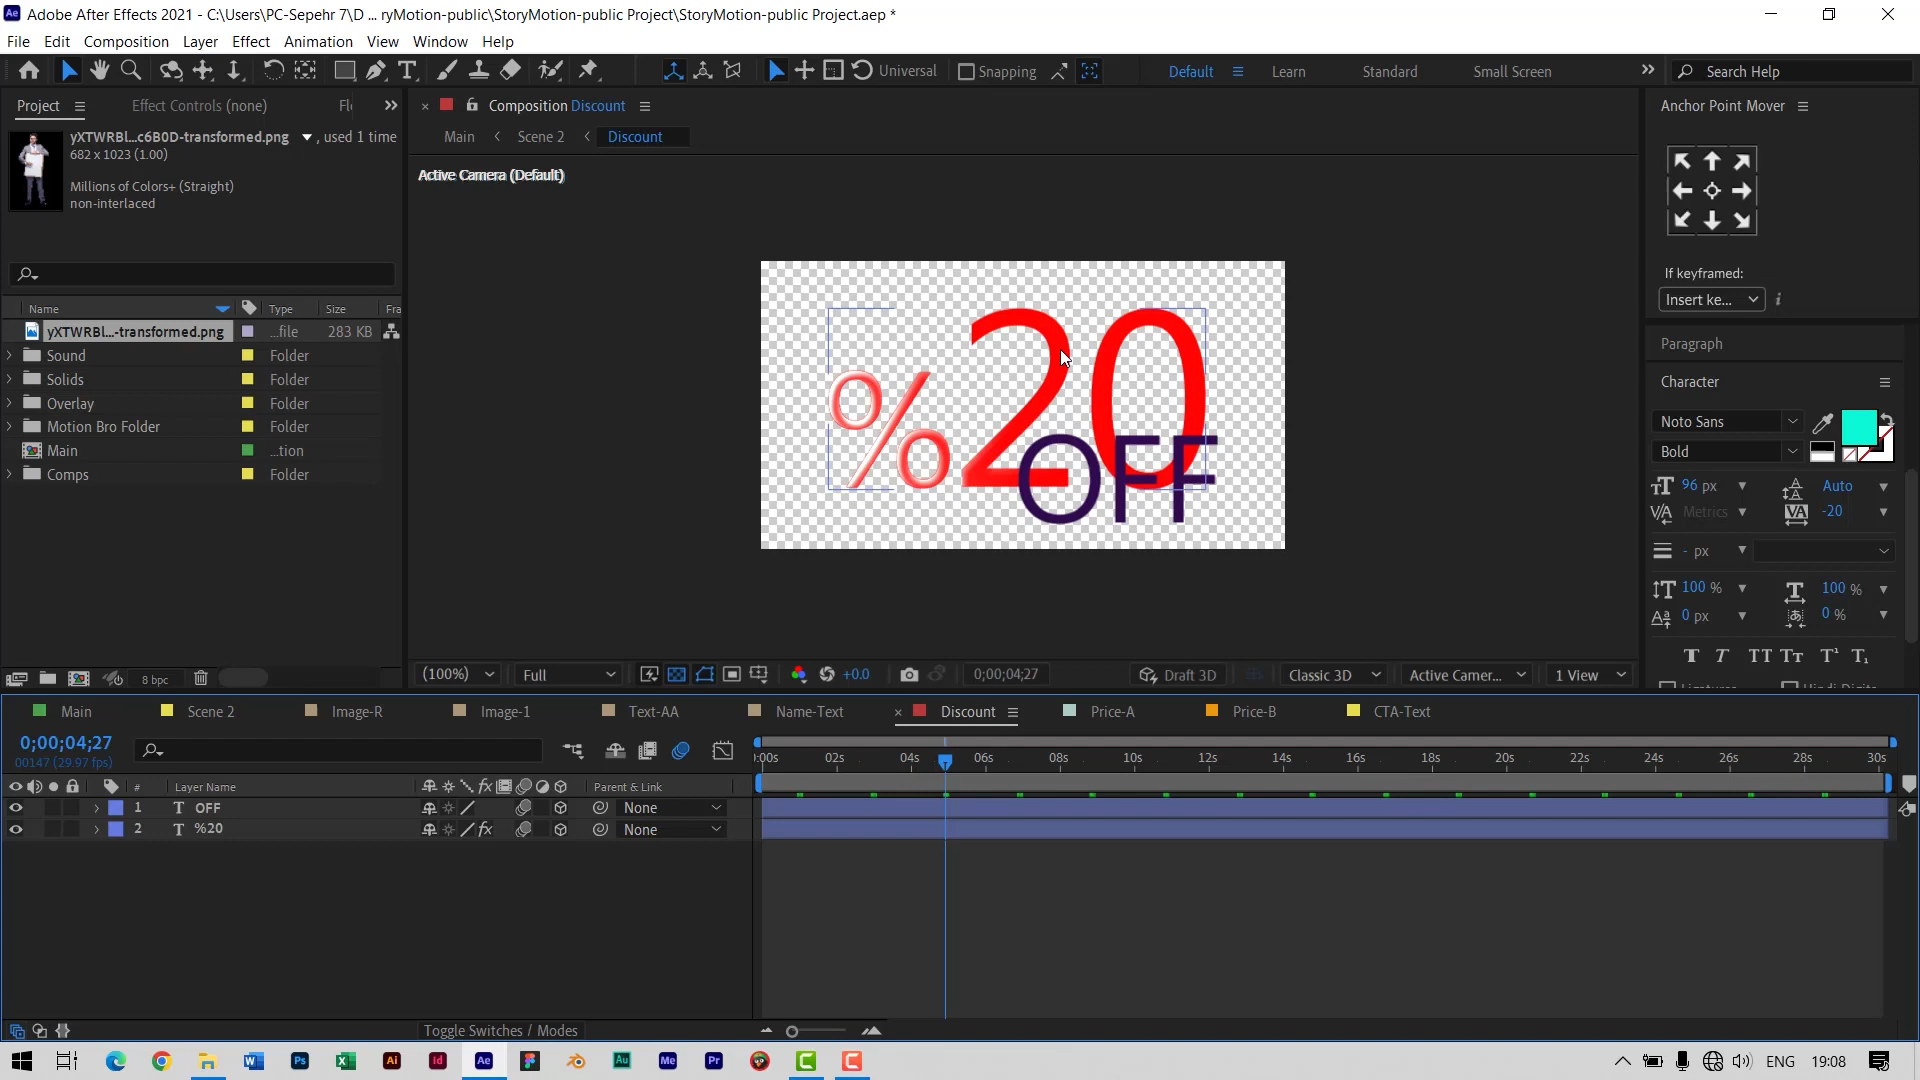 Adobe After Effects 2021 - C:\Users\PC-Sepehr 7\D ... ryMotion-public\StoryMotion-public Project\StoryMotion-public Project.aep *
File Edit Composition Layer Effect Animation View Window Help
Universal Snapping Default Learn Standard Small Screen Search Help
Project Effect Controls (none)
yXTWRBl...c6B0D-transformed.png , used 1 time
682 x 1023 (1.00)
Millions of Colors+ (Straight)
non-interlaced
Name Type Size Fra
yXTWRBl...-transformed.png ...file 283 KB
Sound Folder
Solids Folder
Overlay Folder
Motion Bro Folder Folder
Main ...tion
Comps Folder
8 bpc
Composition Discount
Main Scene 2 Discount
Active Camera (Default)
%20
OFF
(100%) Full +0.0 0;00;04;27 Draft 3D Classic 3D Active Camer... 1 View
Anchor Point Mover
If keyframed:
Insert ke...
Paragraph
Character
Noto Sans
Bold
96 px Auto
Metrics -20
- px
100 % 100 %
0 px 0 %
Main Scene 2 Image-R Image-1 Text-AA Name-Text Discount Price-A Price-B CTA-Text
0;00;04;27
00147 (29.97 fps)
:00s 02s 04s 06s 08s 10s 12s 14s 16s 18s 20s 22s 24s 26s 28s 30s
# Layer Name Parent & Link
1 T OFF None
2 T %20 None
Toggle Switches / Modes
ENG 19:08